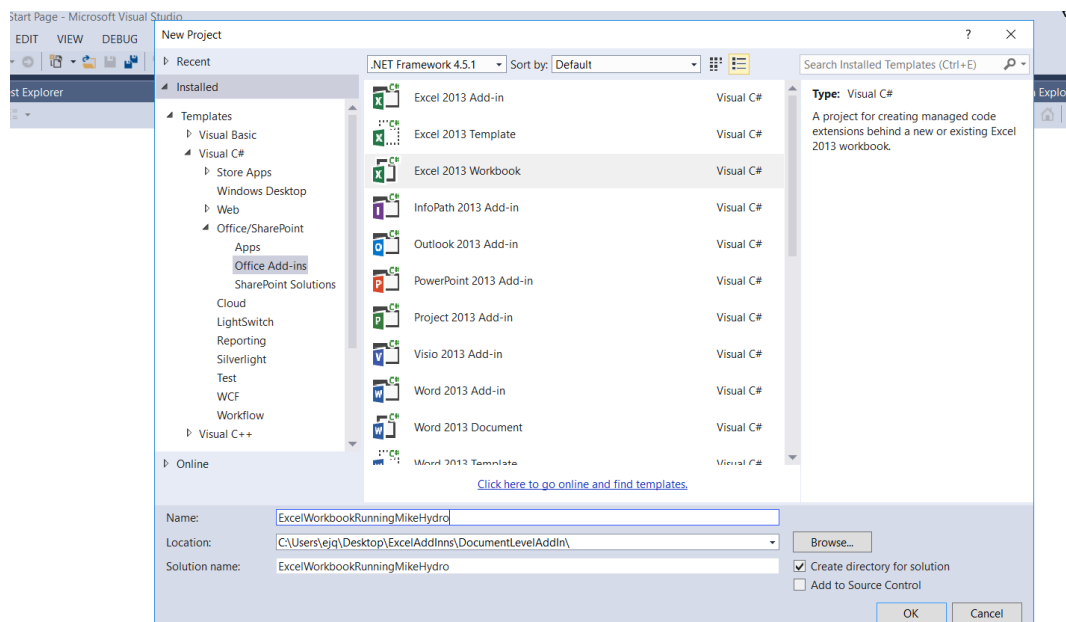 Start Page - Microsoft Visual Studio
EDIT VIEW DEBUG
New Project
? ×
Recent
.NET Framework 4.5.1 Sort by: Default
Search Installed Templates (Ctrl+E)
Installed
Templates
Visual Basic
Visual C#
Store Apps
Windows Desktop
Web
Office/SharePoint
Apps
Office Add-ins
SharePoint Solutions
Cloud
LightSwitch
Reporting
Silverlight
Test
WCF
Workflow
Visual C++
Online
Excel 2013 Add-in Visual C#
Excel 2013 Template Visual C#
Excel 2013 Workbook Visual C#
InfoPath 2013 Add-in Visual C#
Outlook 2013 Add-in Visual C#
PowerPoint 2013 Add-in Visual C#
Project 2013 Add-in Visual C#
Visio 2013 Add-in Visual C#
Word 2013 Add-in Visual C#
Word 2013 Document Visual C#
Word 2013 Template Visual C#
Click here to go online and find templates.
Type: Visual C#
A project for creating managed code
extensions behind a new or existing Excel
2013 workbook.
Name: ExcelWorkbookRunningMikeHydro
Location: C:\Users\ejq\Desktop\ExcelAddInns\DocumentLevelAddIn\
Browse...
Solution name: ExcelWorkbookRunningMikeHydro
Create directory for solution
Add to Source Control
OK Cancel